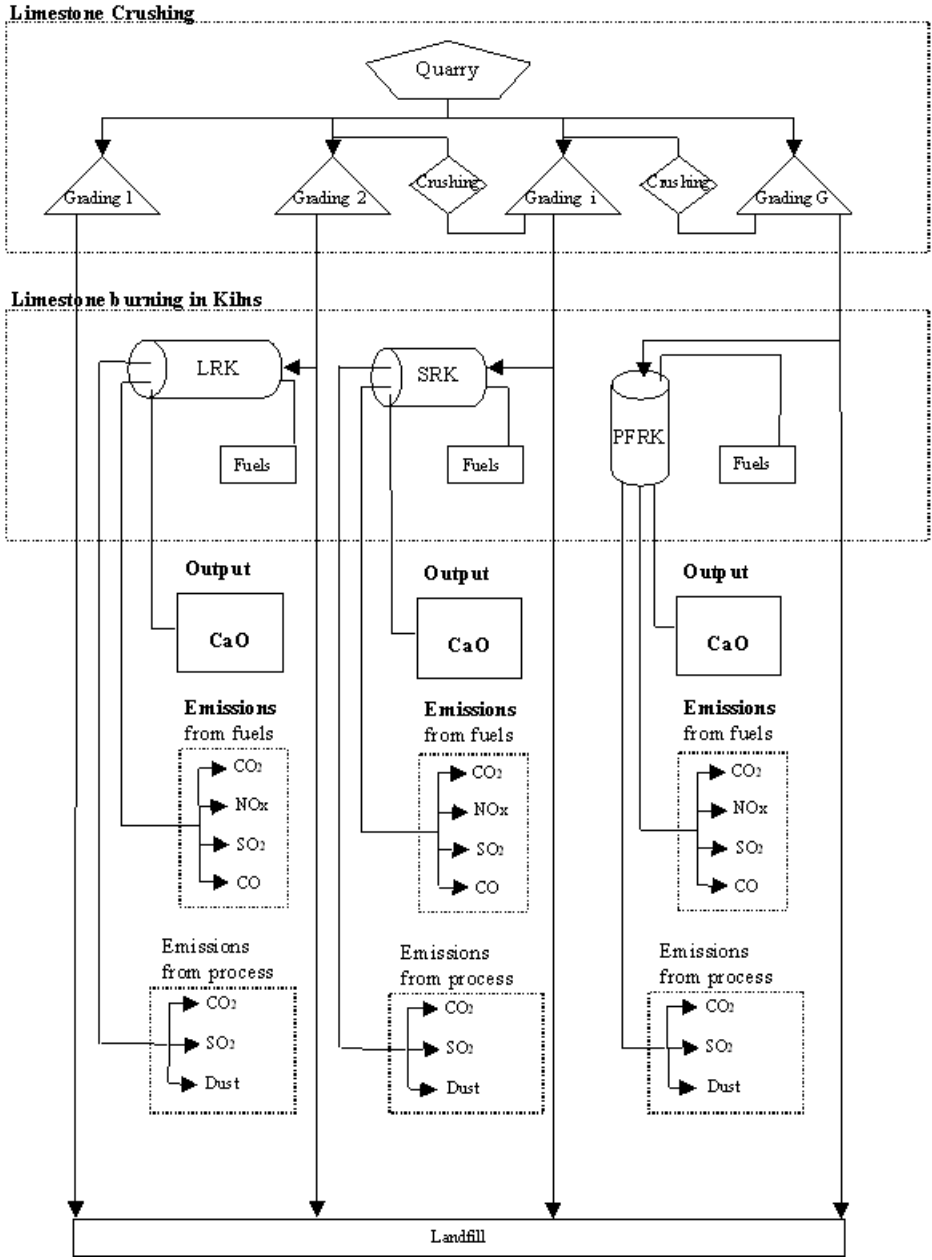 Limestone Crushing
Quarry
Grading 1
Grading 2
Crushing
Grading i
Crushing
Grading G
Limestone burning in Kilns
LRK
SRK
PFRK
Fuels
Fuels
Fuels
Output
Output
Output
CaO
CaO
CaO
Emissions
from fuels
CO₂
NOx
SO₂
CO
Emissions
from fuels
CO₂
NOx
SO₂
CO
Emissions
from fuels
CO₂
NOx
SO₂
CO
Emissions
from process
CO₂
SO₂
Dust
Emissions
from process
CO₂
SO₂
Dust
Emissions
from process
CO₂
SO₂
Dust
Landfill